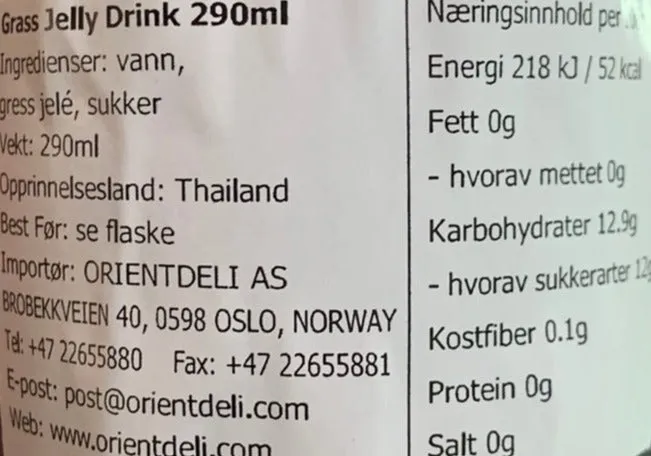 Grass Jelly Drink 290ml
Ingredienser: vann,
gress jelé, sukker
Vekt: 290ml
Opprinnelsesland: Thailand
Best Før: se flaske
Importør: ORIENTDELI AS
BROBEKKVEIEN 40, 0598 OSLO, NORWAY
Tel: +47 22655880 Fax: +47 22655881
E-post: post@orientdeli.com
Web: www.orientdeli.com
Næringsinnhold per
Energi 218 kJ / 52 kcal
Fett 0g
- hvorav mettet 0g
Karbohydrater 12.9g
- hvorav sukkerarter 12g
Kostfiber 0.1g
Protein 0g
Salt 0g